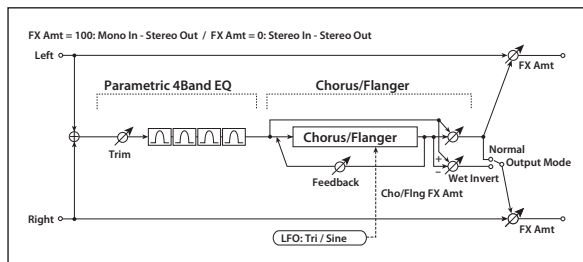 FX Amt = 100: Mono In - Stereo Out / FX Amt = 0: Stereo In - Stereo Out
Left
FX Amt
Parametric 4Band EQ
Chorus/Flanger
Chorus/Flanger
Trim
Normal
Output Mode
+
−
Wet Invert
Feedback
Cho/Flng FX Amt
Right
FX Amt
LFO: Tri / Sine